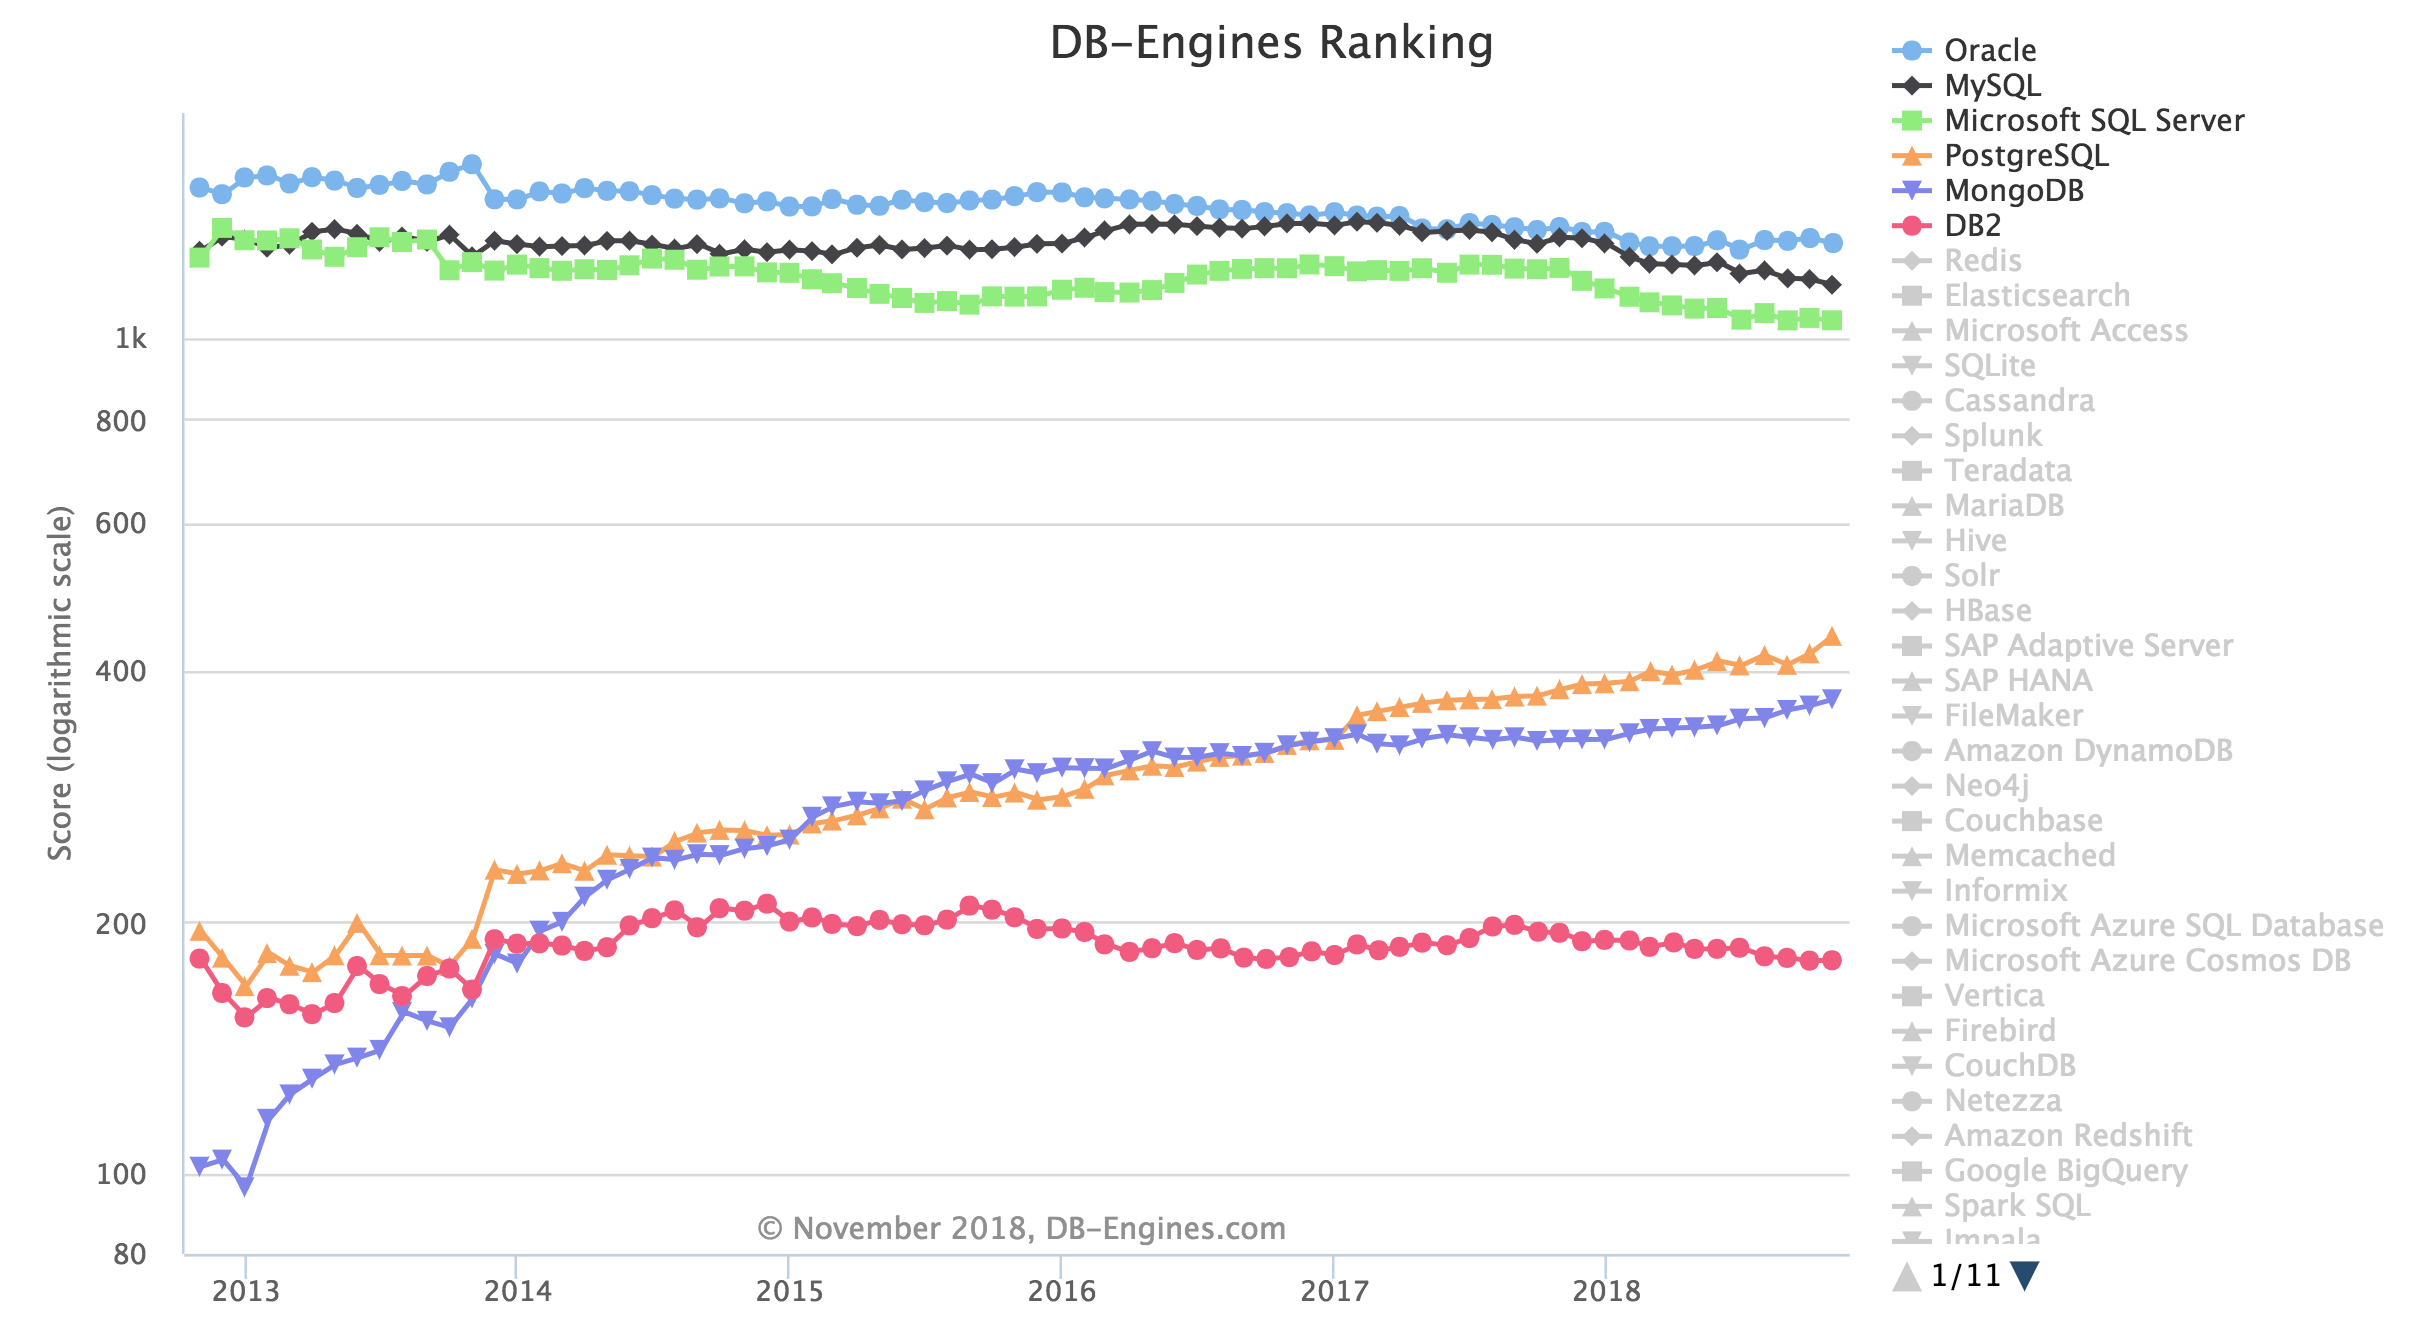 DB-Engines Ranking
Oracle
MySQL
Microsoft SQL Server
PostgreSQL
MongoDB
DB2
Redis
Elasticsearch
Microsoft Access
SQLite
Cassandra
Splunk
Teradata
MariaDB
Hive
Solr
HBase
SAP Adaptive Server
SAP HANA
FileMaker
Amazon DynamoDB
Neo4j
Couchbase
Memcached
Informix
Microsoft Azure SQL Database
Microsoft Azure Cosmos DB
Vertica
Firebird
CouchDB
Netezza
Amazon Redshift
Google BigQuery
Spark SQL
Impala
1/11
Score (logarithmic scale)
1k
800
600
400
200
100
80
© November 2018, DB-Engines.com
2013 2014 2015 2016 2017 2018